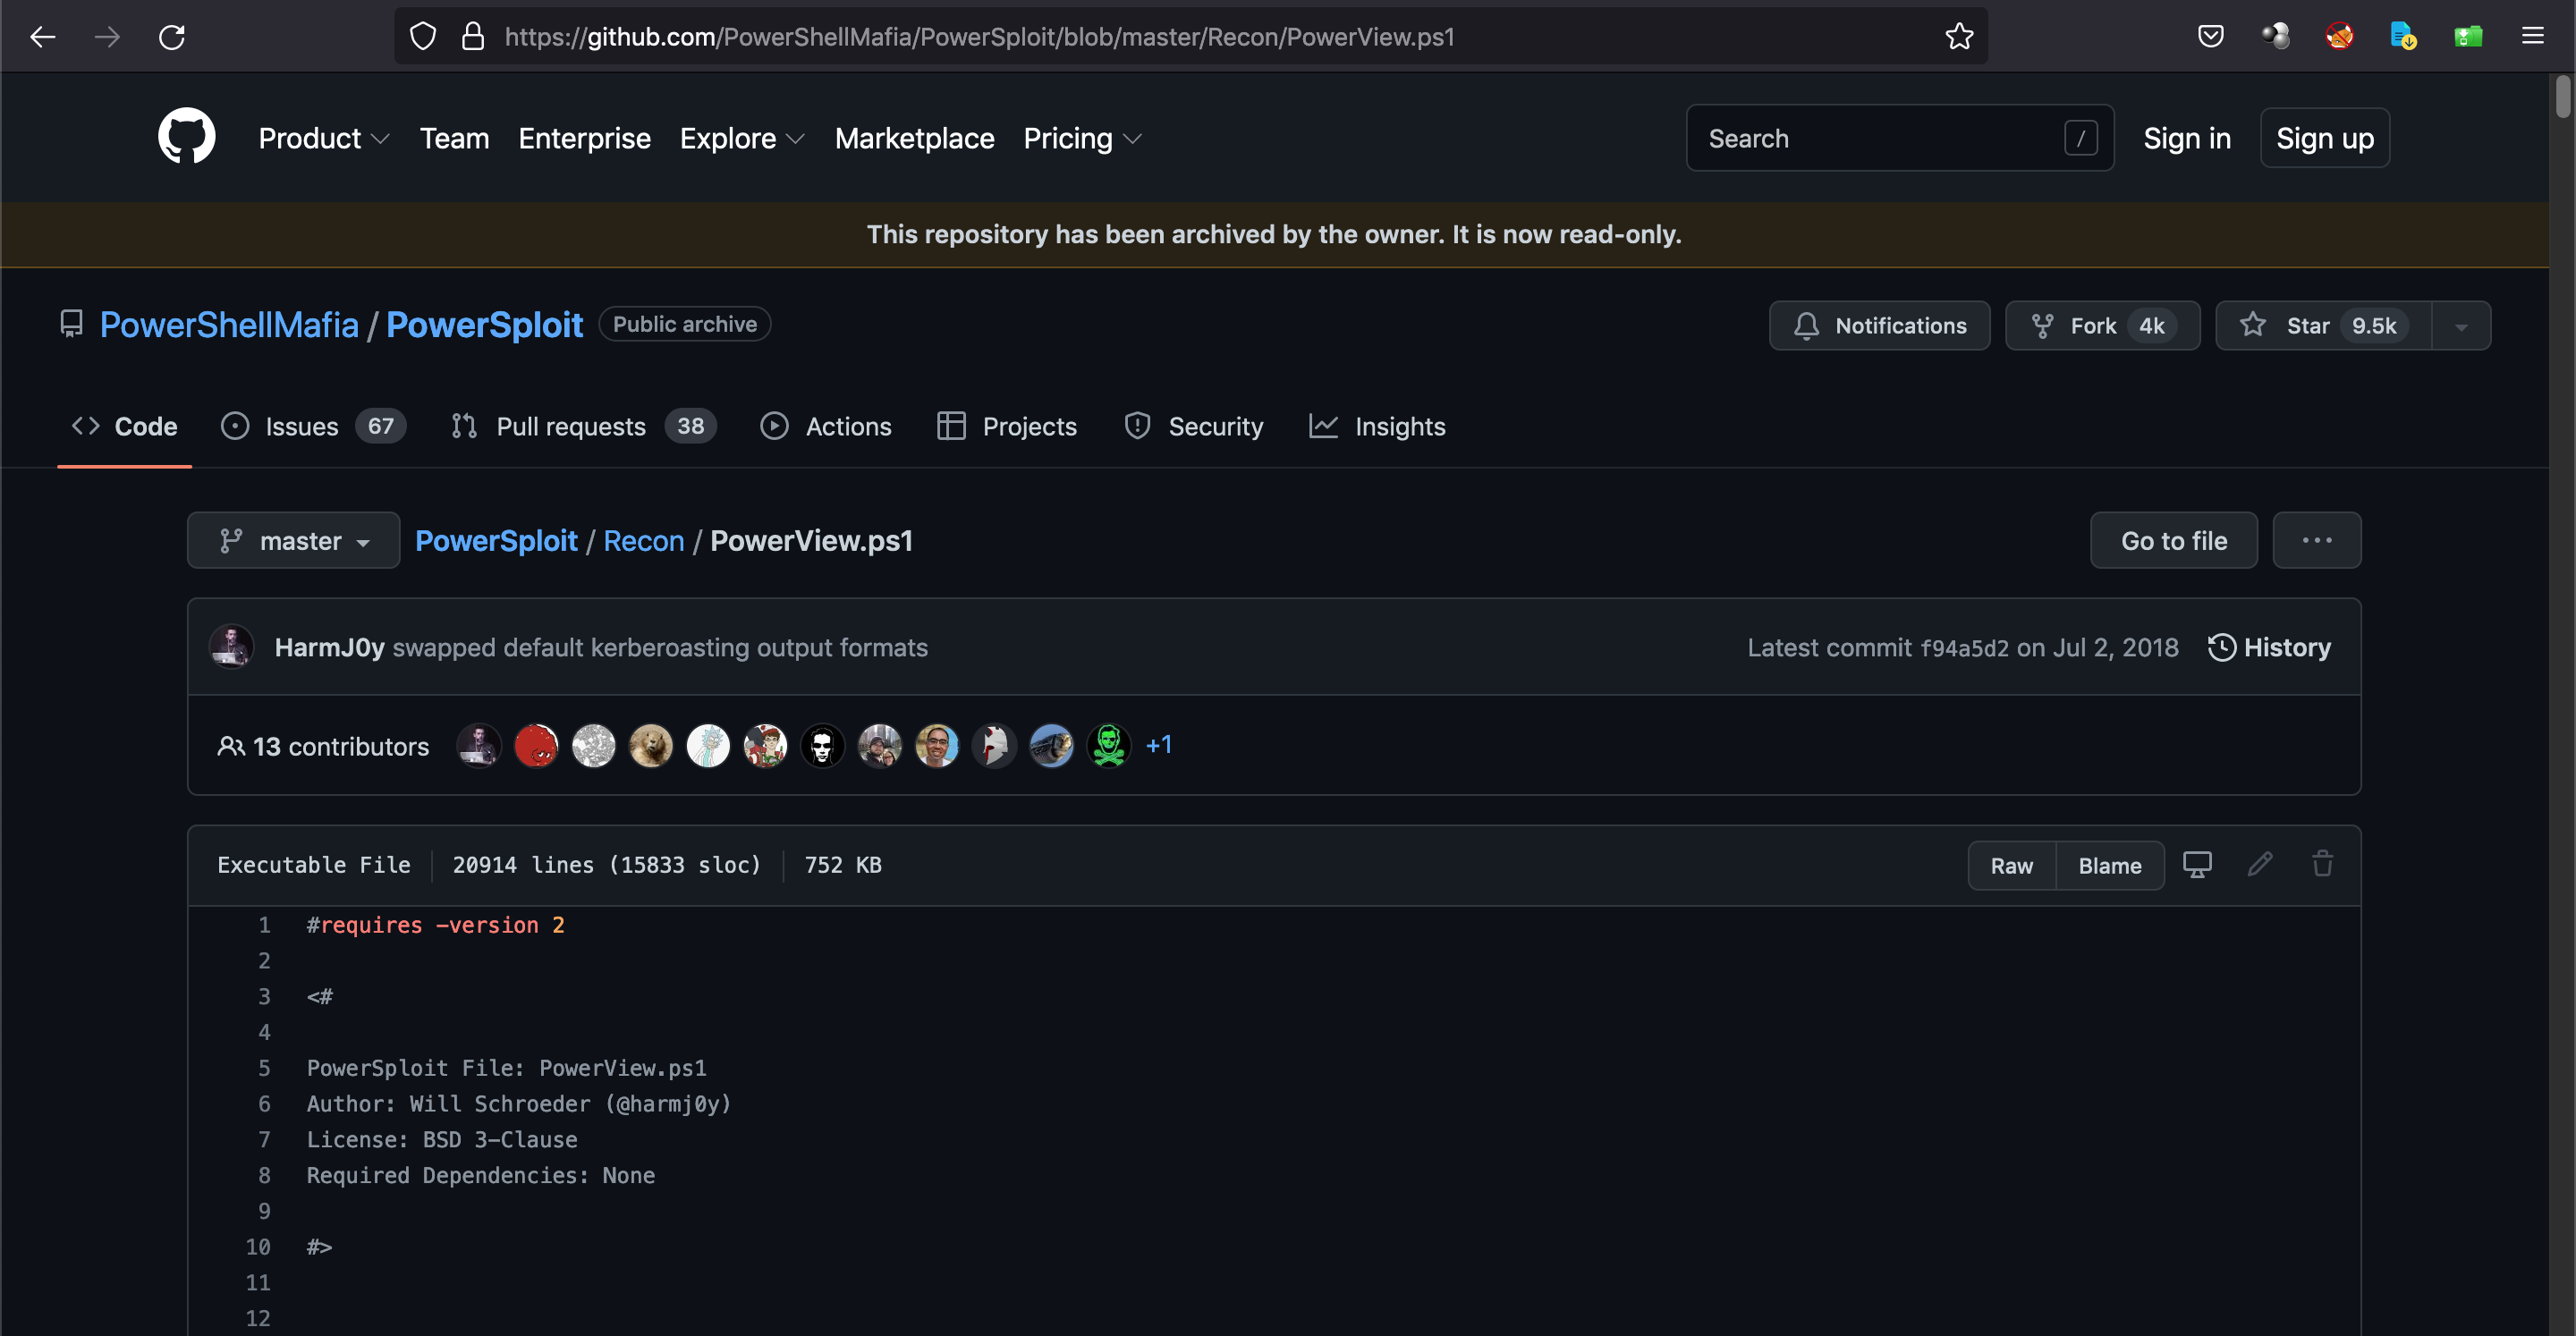 https://github.com/PowerShellMafia/PowerSploit/blob/master/Recon/PowerView.ps1
Product Team Enterprise Explore Marketplace Pricing Search / Sign in Sign up
This repository has been archived by the owner. It is now read-only.
PowerShellMafia / PowerSploit Public archive Notifications Fork 4k Star 9.5k
Code Issues 67 Pull requests 38 Actions Projects Security Insights
master PowerSploit / Recon / PowerView.ps1 Go to file ...
HarmJ0y swapped default kerberoasting output formats Latest commit f94a5d2 on Jul 2, 2018 History
13 contributors +1
Executable File 20914 lines (15833 sloc) 752 KB Raw Blame
1 #requires -version 2
2
3 <#
4
5 PowerSploit File: PowerView.ps1
6 Author: Will Schroeder (@harmj0y)
7 License: BSD 3-Clause
8 Required Dependencies: None
9
10 #>
11
12